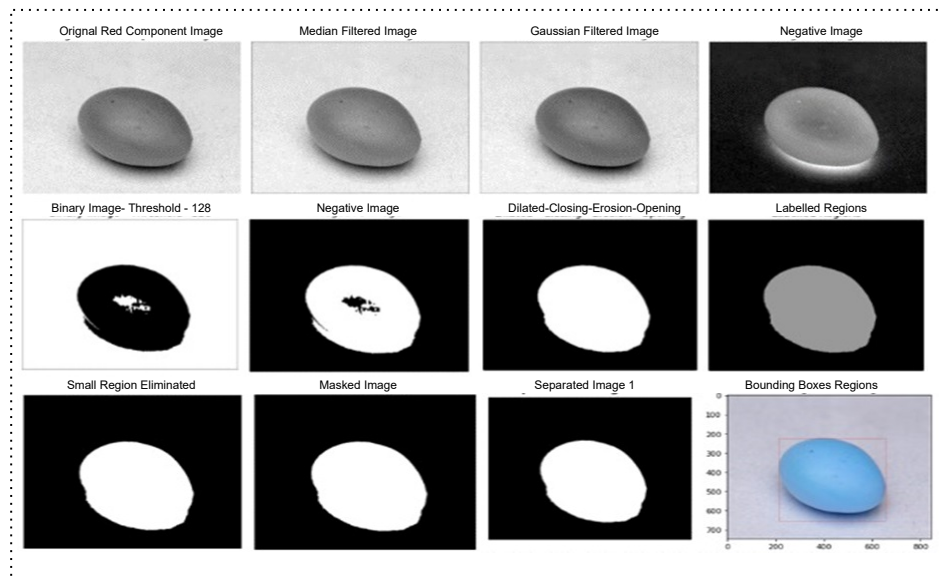 Orignal Red Component Image
Median Filtered Image
Gaussian Filtered Image
Negative Image
Binary Image- Threshold - 128
Negative Image
Dilated-Closing-Erosion-Opening
Labelled Regions
Small Region Eliminated
Masked Image
Separated Image 1
Bounding Boxes Regions
0
100
200
300
400
500
600
700
0
200
400
600
800